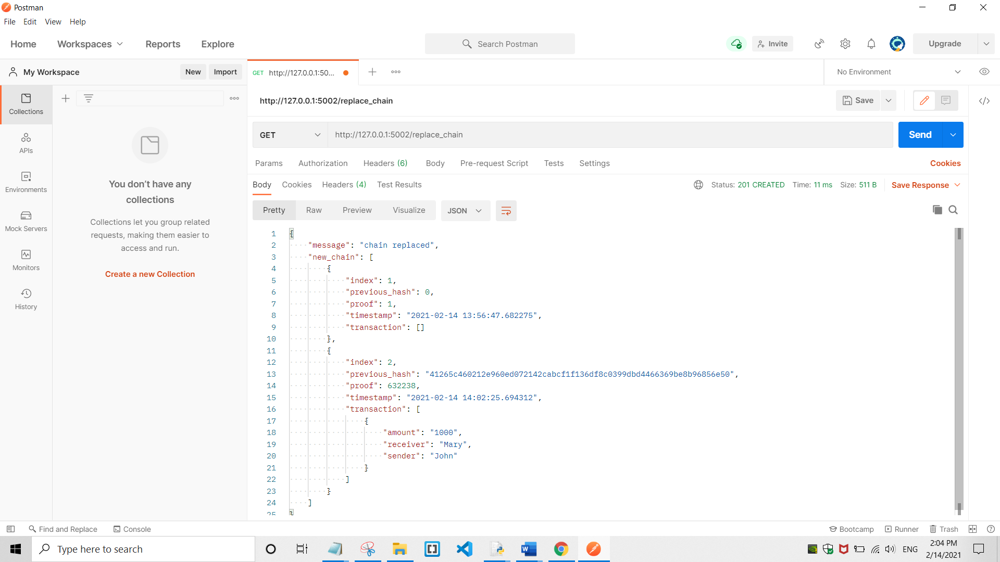 Postman
File Edit View Help
Home Workspaces Reports Explore Search Postman Invite Upgrade
My Workspace New Import GET http://127.0.0.1:50... No Environment
http://127.0.0.1:5002/replace_chain Save
Collections
GET http://127.0.0.1:5002/replace_chain Send
APIs
Params Authorization Headers (6) Body Pre-request Script Tests Settings Cookies
Environments
Body Cookies Headers (4) Test Results Status: 201 CREATED Time: 11 ms Size: 511 B Save Response
Pretty Raw Preview Visualize JSON
You don't have any
collections
Collections let you group related
requests, making them easier to
access and run.
Create a new Collection
Mock Servers
Monitors
History
1 {
2 "message": "chain replaced",
3 "new_chain": [
4 {
5 "index": 1,
6 "previous_hash": 0,
7 "proof": 1,
8 "timestamp": "2021-02-14 13:56:47.682275",
9 "transaction": []
10 },
11 {
12 "index": 2,
13 "previous_hash": "41265c460212e960ed072142cabcf1f136df8c0399dbd4466369be8b96856e50",
14 "proof": 632238,
15 "timestamp": "2021-02-14 14:02:25.694312",
16 "transaction": [
17 {
18 "amount": "1000",
19 "receiver": "Mary",
20 "sender": "John"
21 }
22 ]
23 }
24 ]
25 }
Find and Replace Console Bootcamp Runner Trash
Type here to search ENG 2:04 PM
2/14/2021